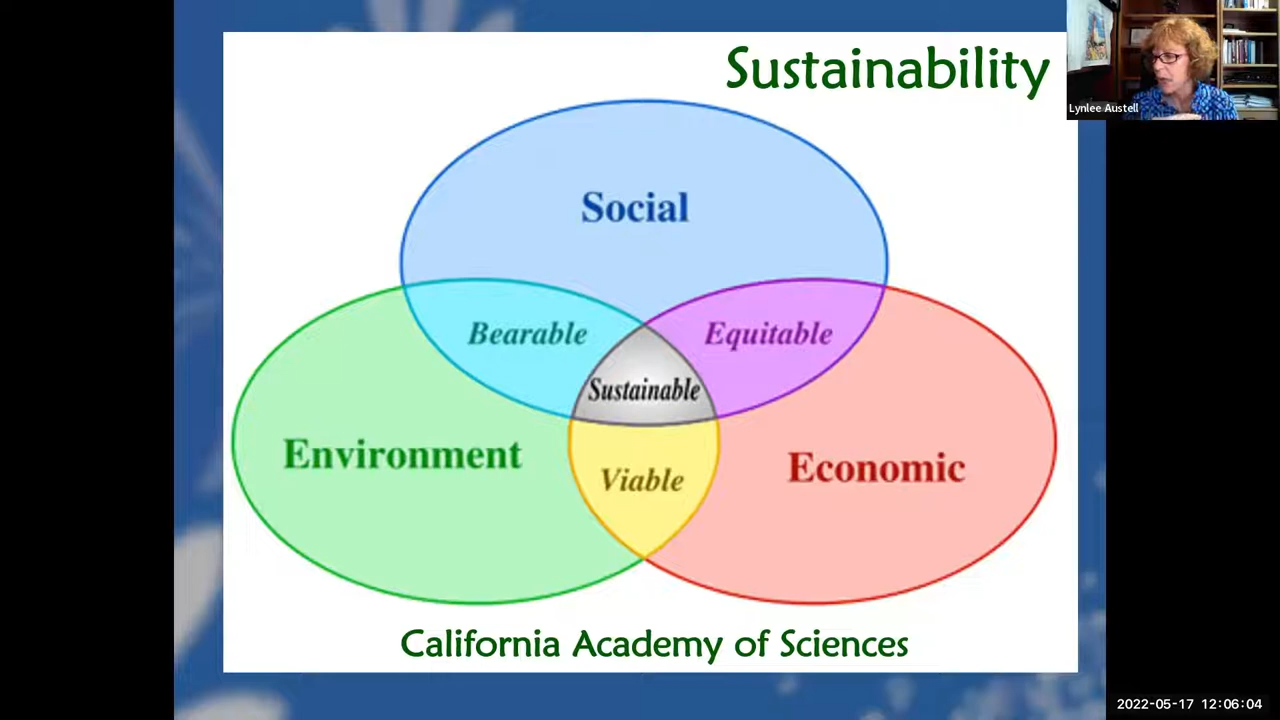 Sustainability
Lynlee Austell
Social
Bearable
Equitable
Sustainable
Environment
Economic
Viable
California Academy of Sciences
2022-05-17 12:06:04